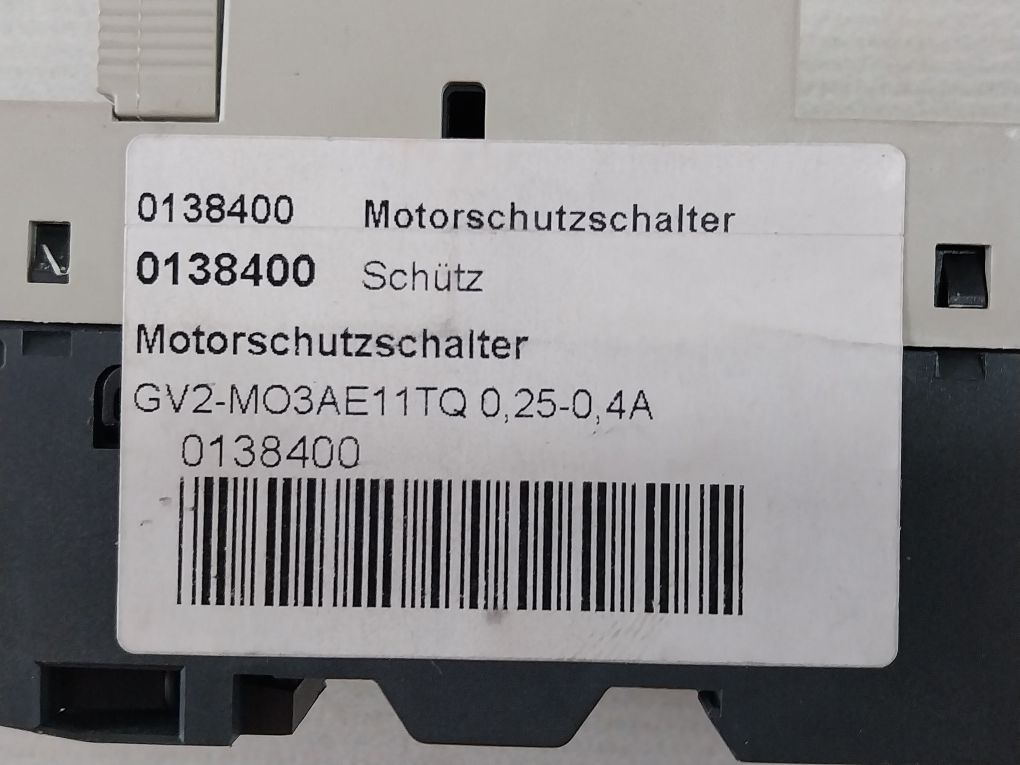 0138400 Motorschutzschalter
0138400 Schütz
Motorschutzschalter
GV2-MO3AE11TQ 0,25-0,4A
0138400